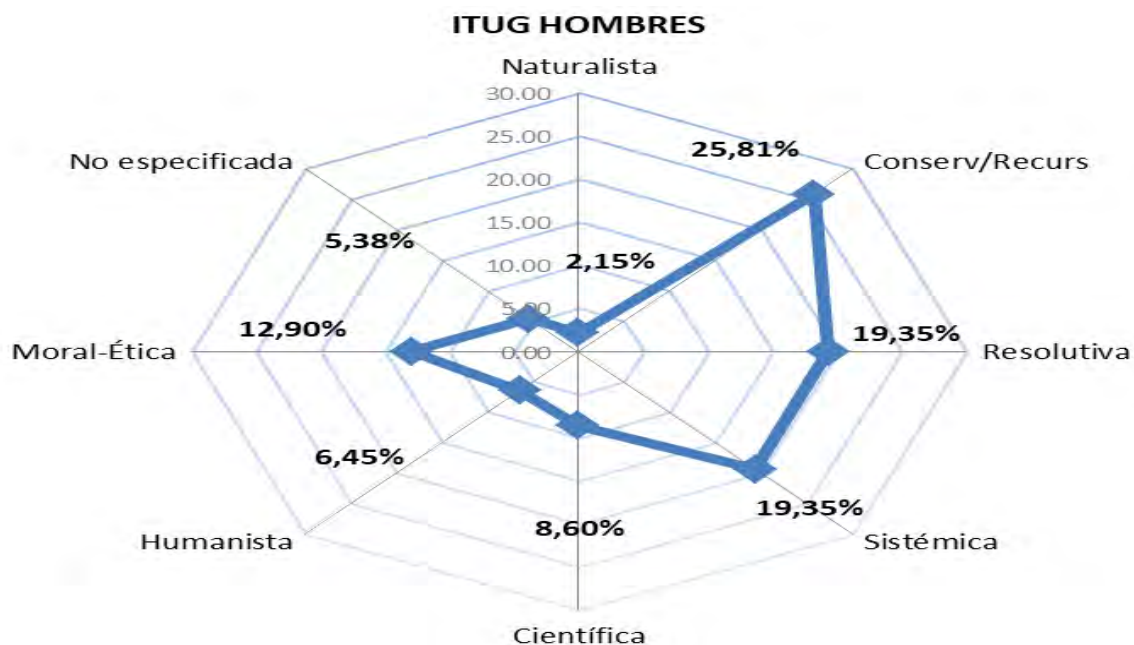 ITUG HOMBRES
Naturalista
30.00
25,81%
Conserv/Recurs
No especificada
25.00
20.00
5,38%
15.00
10.00
2,15%
5.00
12,90%
19,35%
Moral-Ética
0.00
Resolutiva
6,45%
19,35%
8,60%
Humanista
Sistémica
Científica